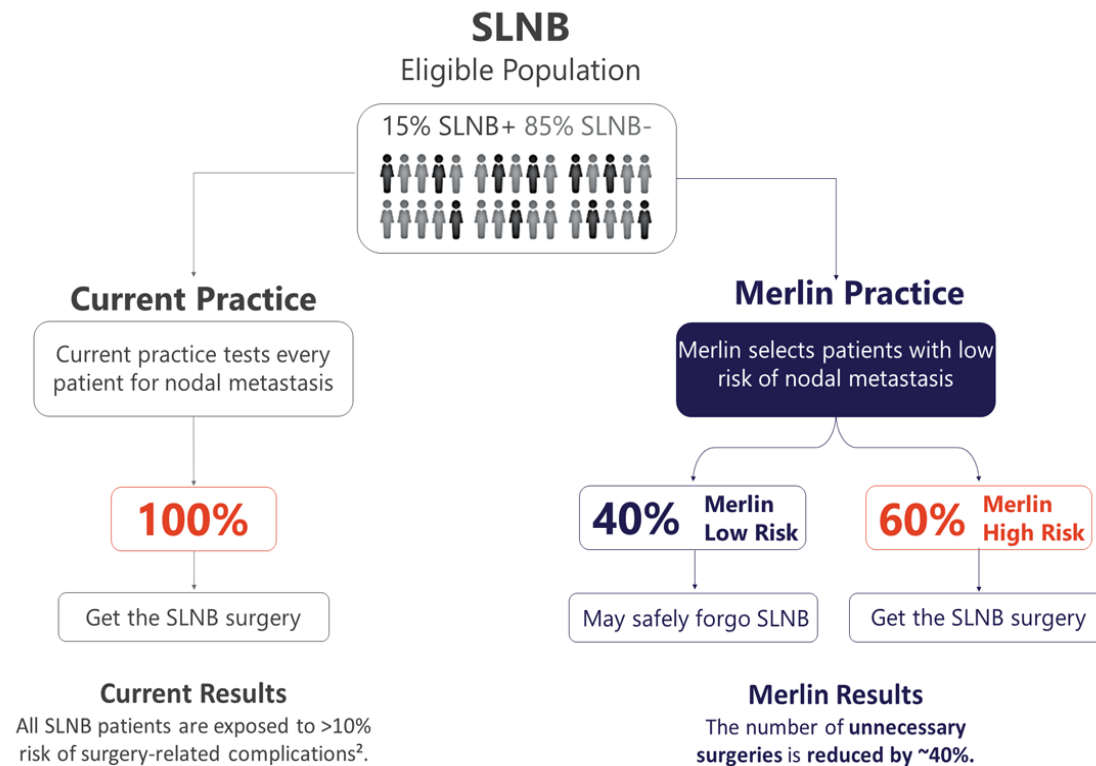 SLNB
Eligible Population
15% SLNB+ 85% SLNB-
Current Practice
Current practice tests every
patient for nodal metastasis
100%
Get the SLNB surgery
Current Results
All SLNB patients are exposed to >10%
risk of surgery-related complications².
Merlin Practice
Merlin selects patients with low
risk of nodal metastasis
40% Merlin
Low Risk
60% Merlin
High Risk
May safely forgo SLNB
Get the SLNB surgery
Merlin Results
The number of unnecessary
surgeries is reduced by ~40%.